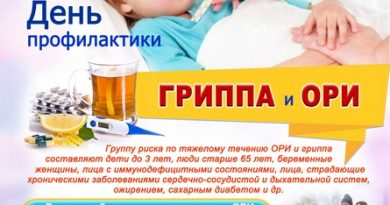 День
профилактики
ГРИППА и ОРИ
Группу риска по тяжелому течению ОРИ и гриппа
составляют дети до 3 лет, люди старше 65 лет, беременные
женщины, лица с иммунодефицитными состояниями, лица, страдающие
хроническими заболеваниями сердечно-сосудистой и дыхательной систем,
ожирением, сахарным диабетом и др.